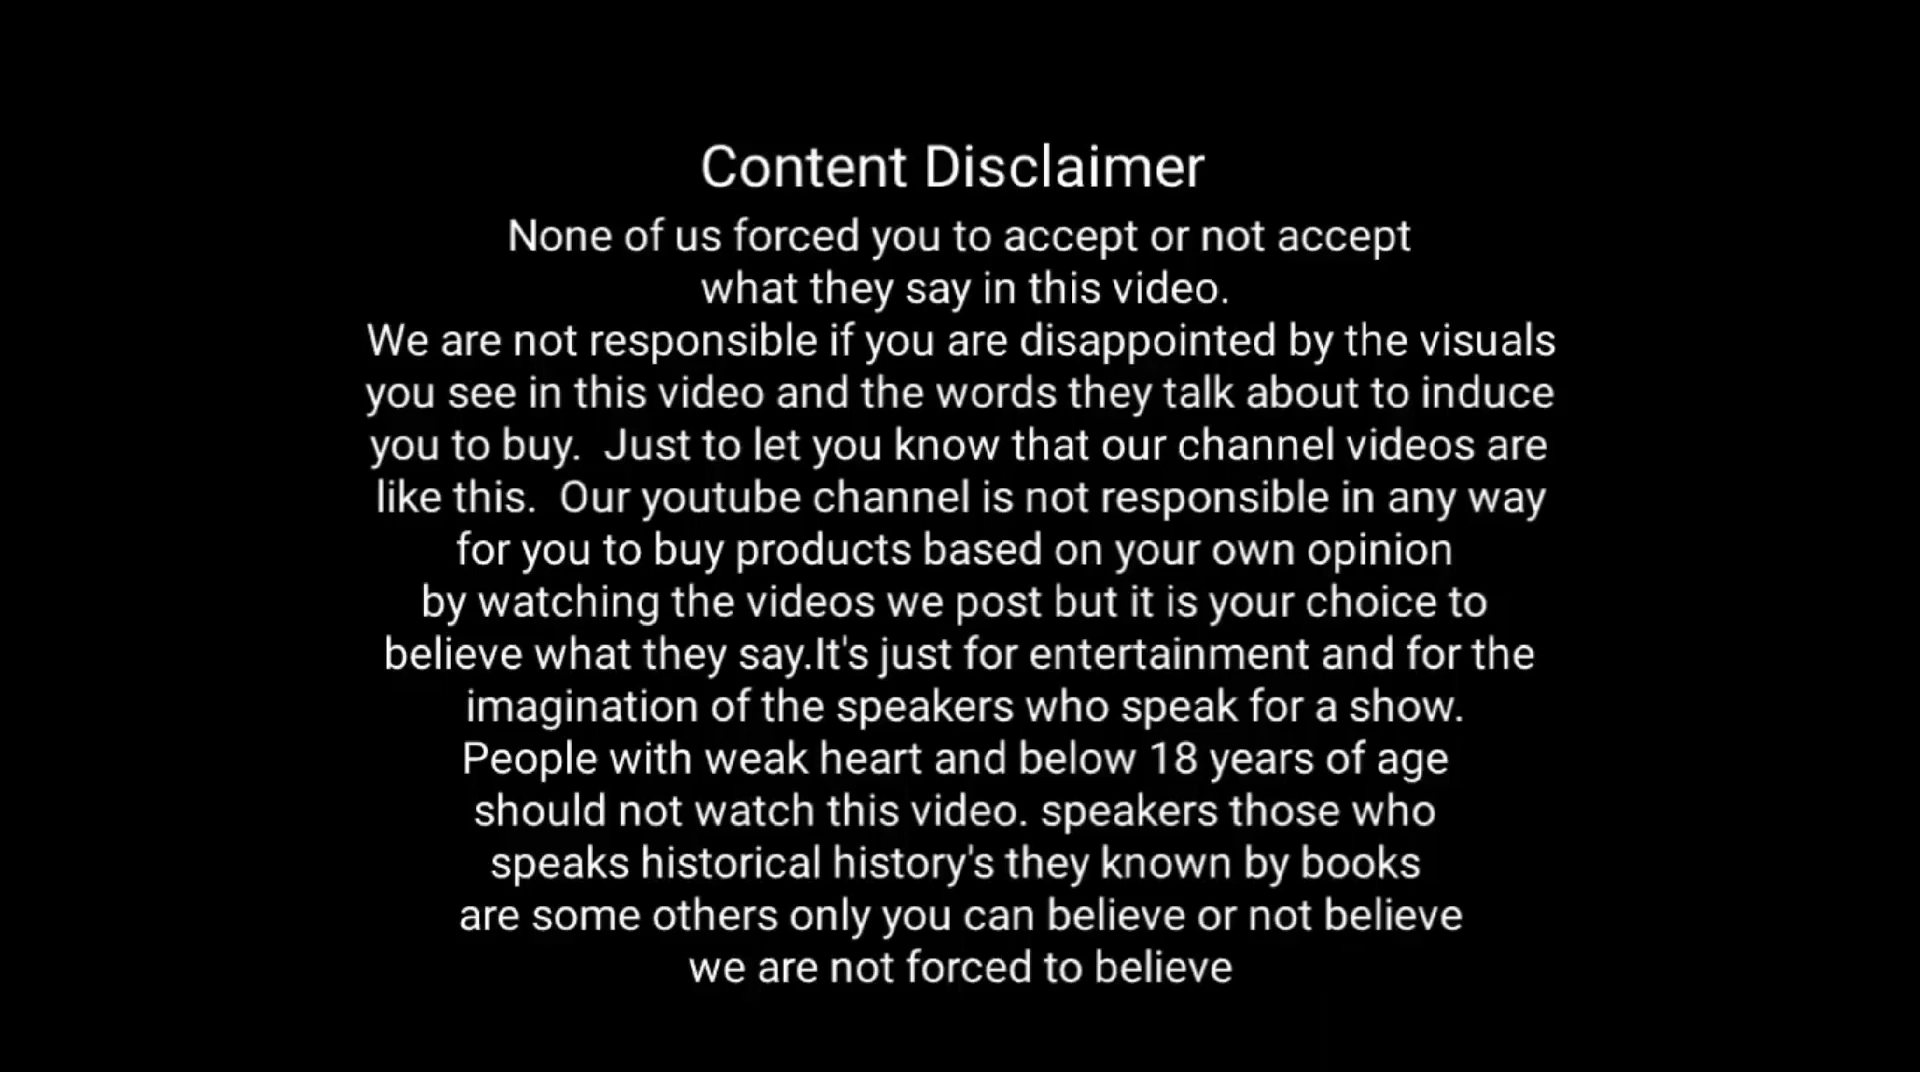 Content Disclaimer
None of us forced you to accept or not accept
what they say in this video.
We are not responsible if you are disappointed by the visuals
you see in this video and the words they talk about to induce
you to buy.  Just to let you know that our channel videos are
like this.  Our youtube channel is not responsible in any way
for you to buy products based on your own opinion
by watching the videos we post but it is your choice to
believe what they say.It's just for entertainment and for the
imagination of the speakers who speak for a show.
People with weak heart and below 18 years of age
should not watch this video. speakers those who
speaks historical history's they known by books
are some others only you can believe or not believe
we are not forced to believe